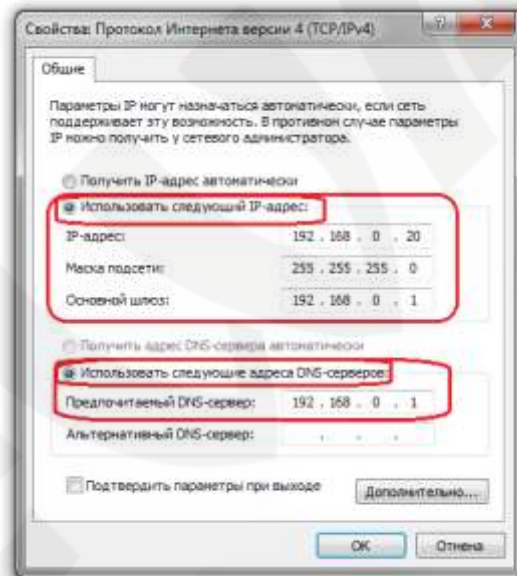 Свойства: Протокол Интернета версии 4 (TCP/IPv4)
Общие
Параметры IP могут назначаться автоматически, если сеть
поддерживает эту возможность. В противном случае параметры
IP можно получить у сетевого администратора.
Получить IP-адрес автоматически
Использовать следующий IP-адрес:
IP-адрес: 192 . 168 . 0 . 20
Маска подсети: 255 . 255 . 255 . 0
Основной шлюз: 192 . 168 . 0 . 1
Получить адрес DNS-сервера автоматически
Использовать следующие адреса DNS-серверов:
Предпочитаемый DNS-сервер: 192 . 168 . 0 . 1
Альтернативный DNS-сервер: . . .
Подтвердить параметры при выходе
Дополнительно...
ОК
Отмена